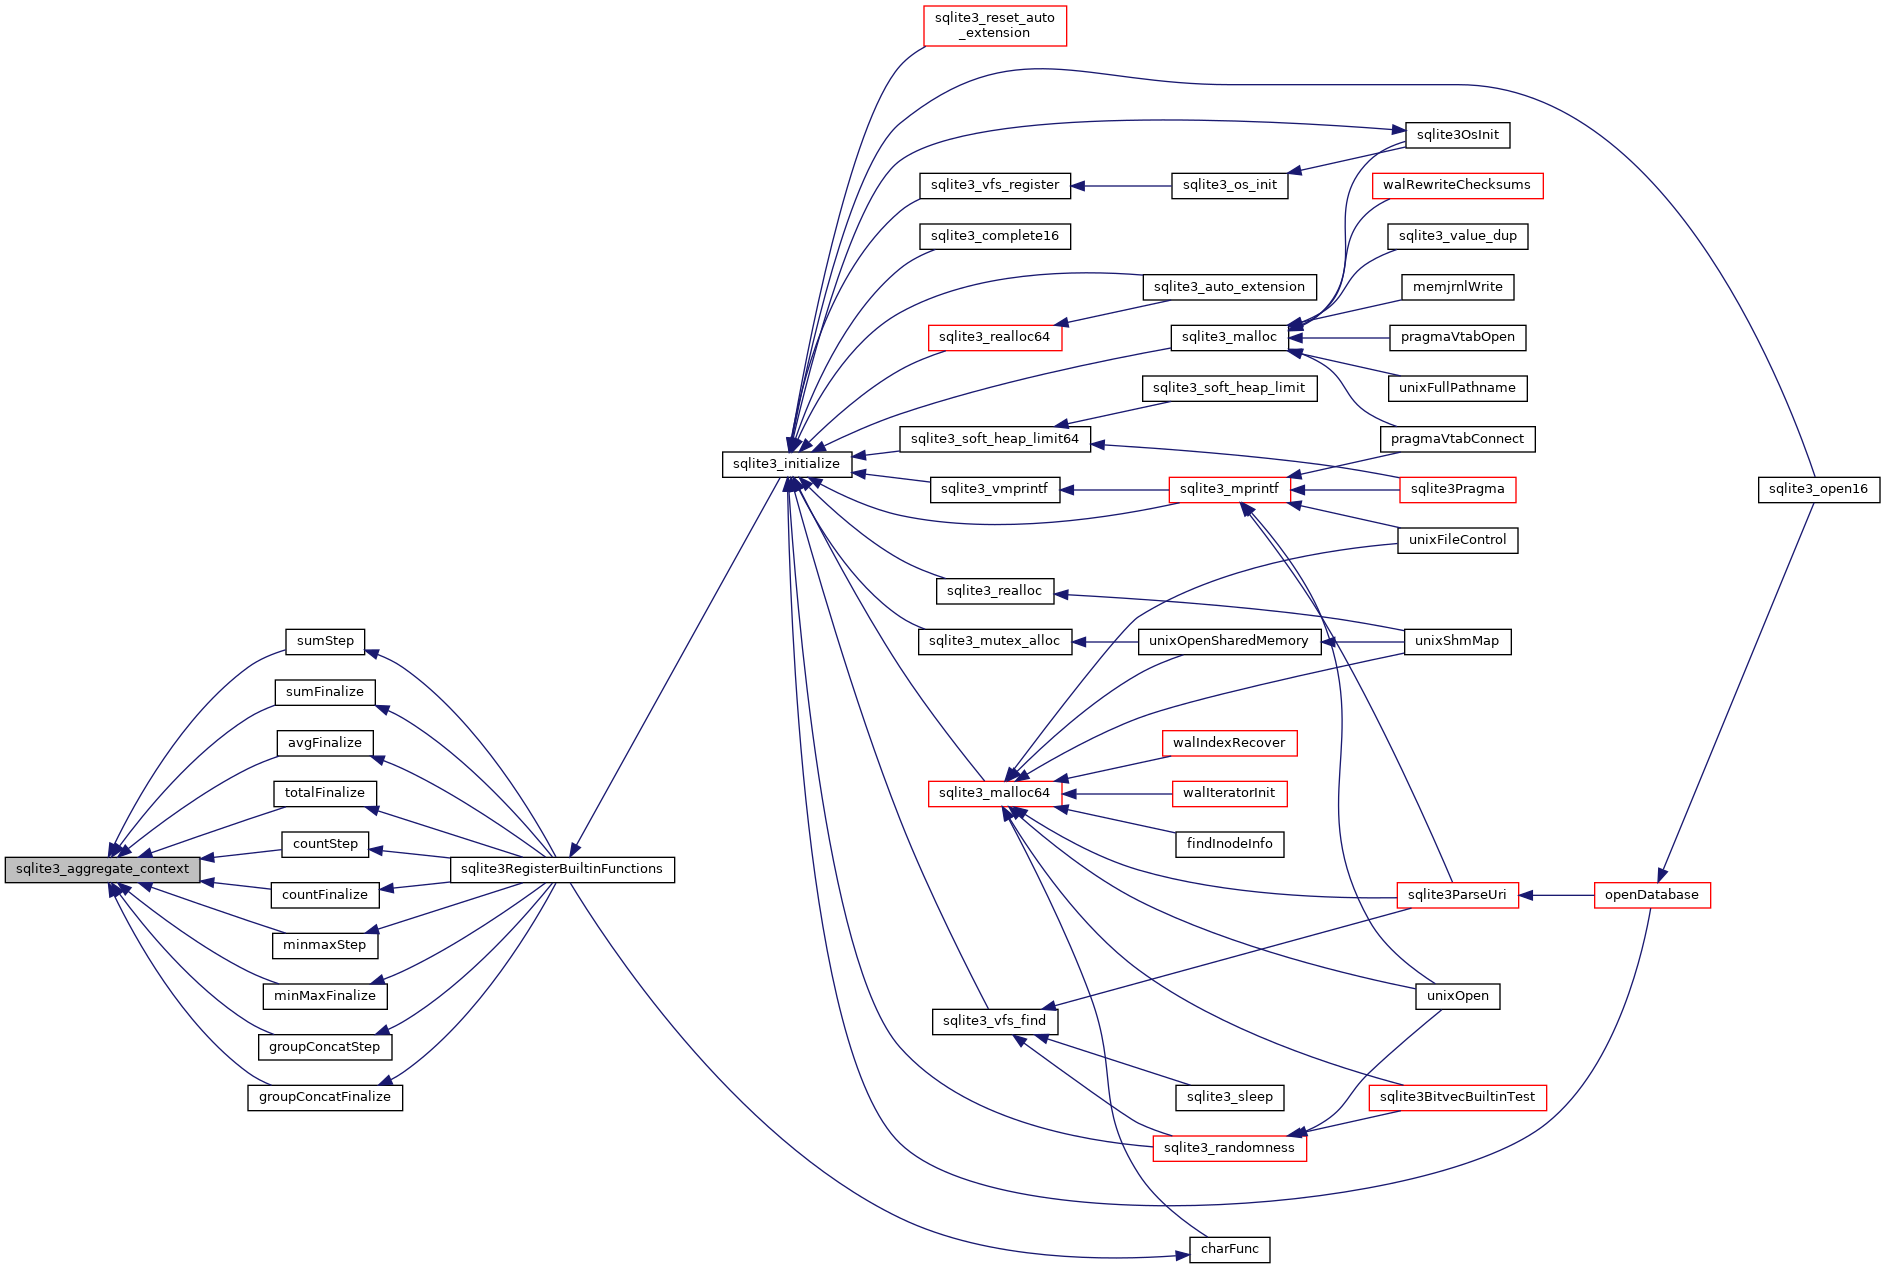 sqlite3_reset_auto
_extension
sqlite3OsInit
sqlite3_vfs_register
sqlite3_os_init
walRewriteChecksums
sqlite3_complete16
sqlite3_value_dup
sqlite3_auto_extension
memjrnlWrite
sqlite3_realloc64
sqlite3_malloc
pragmaVtabOpen
sqlite3_soft_heap_limit
unixFullPathname
sqlite3_soft_heap_limit64
pragmaVtabConnect
sqlite3_initialize
sqlite3_vmprintf
sqlite3_mprintf
sqlite3Pragma
sqlite3_open16
unixFileControl
sqlite3_realloc
sumStep
sqlite3_mutex_alloc
unixOpenSharedMemory
unixShmMap
sumFinalize
avgFinalize
walIndexRecover
totalFinalize
sqlite3_malloc64
walIteratorInit
countStep
findInodeInfo
sqlite3_aggregate_context
sqlite3RegisterBuiltinFunctions
countFinalize
sqlite3ParseUri
openDatabase
minmaxStep
minMaxFinalize
unixOpen
sqlite3_vfs_find
groupConcatStep
groupConcatFinalize
sqlite3_sleep
sqlite3BitvecBuiltinTest
sqlite3_randomness
charFunc